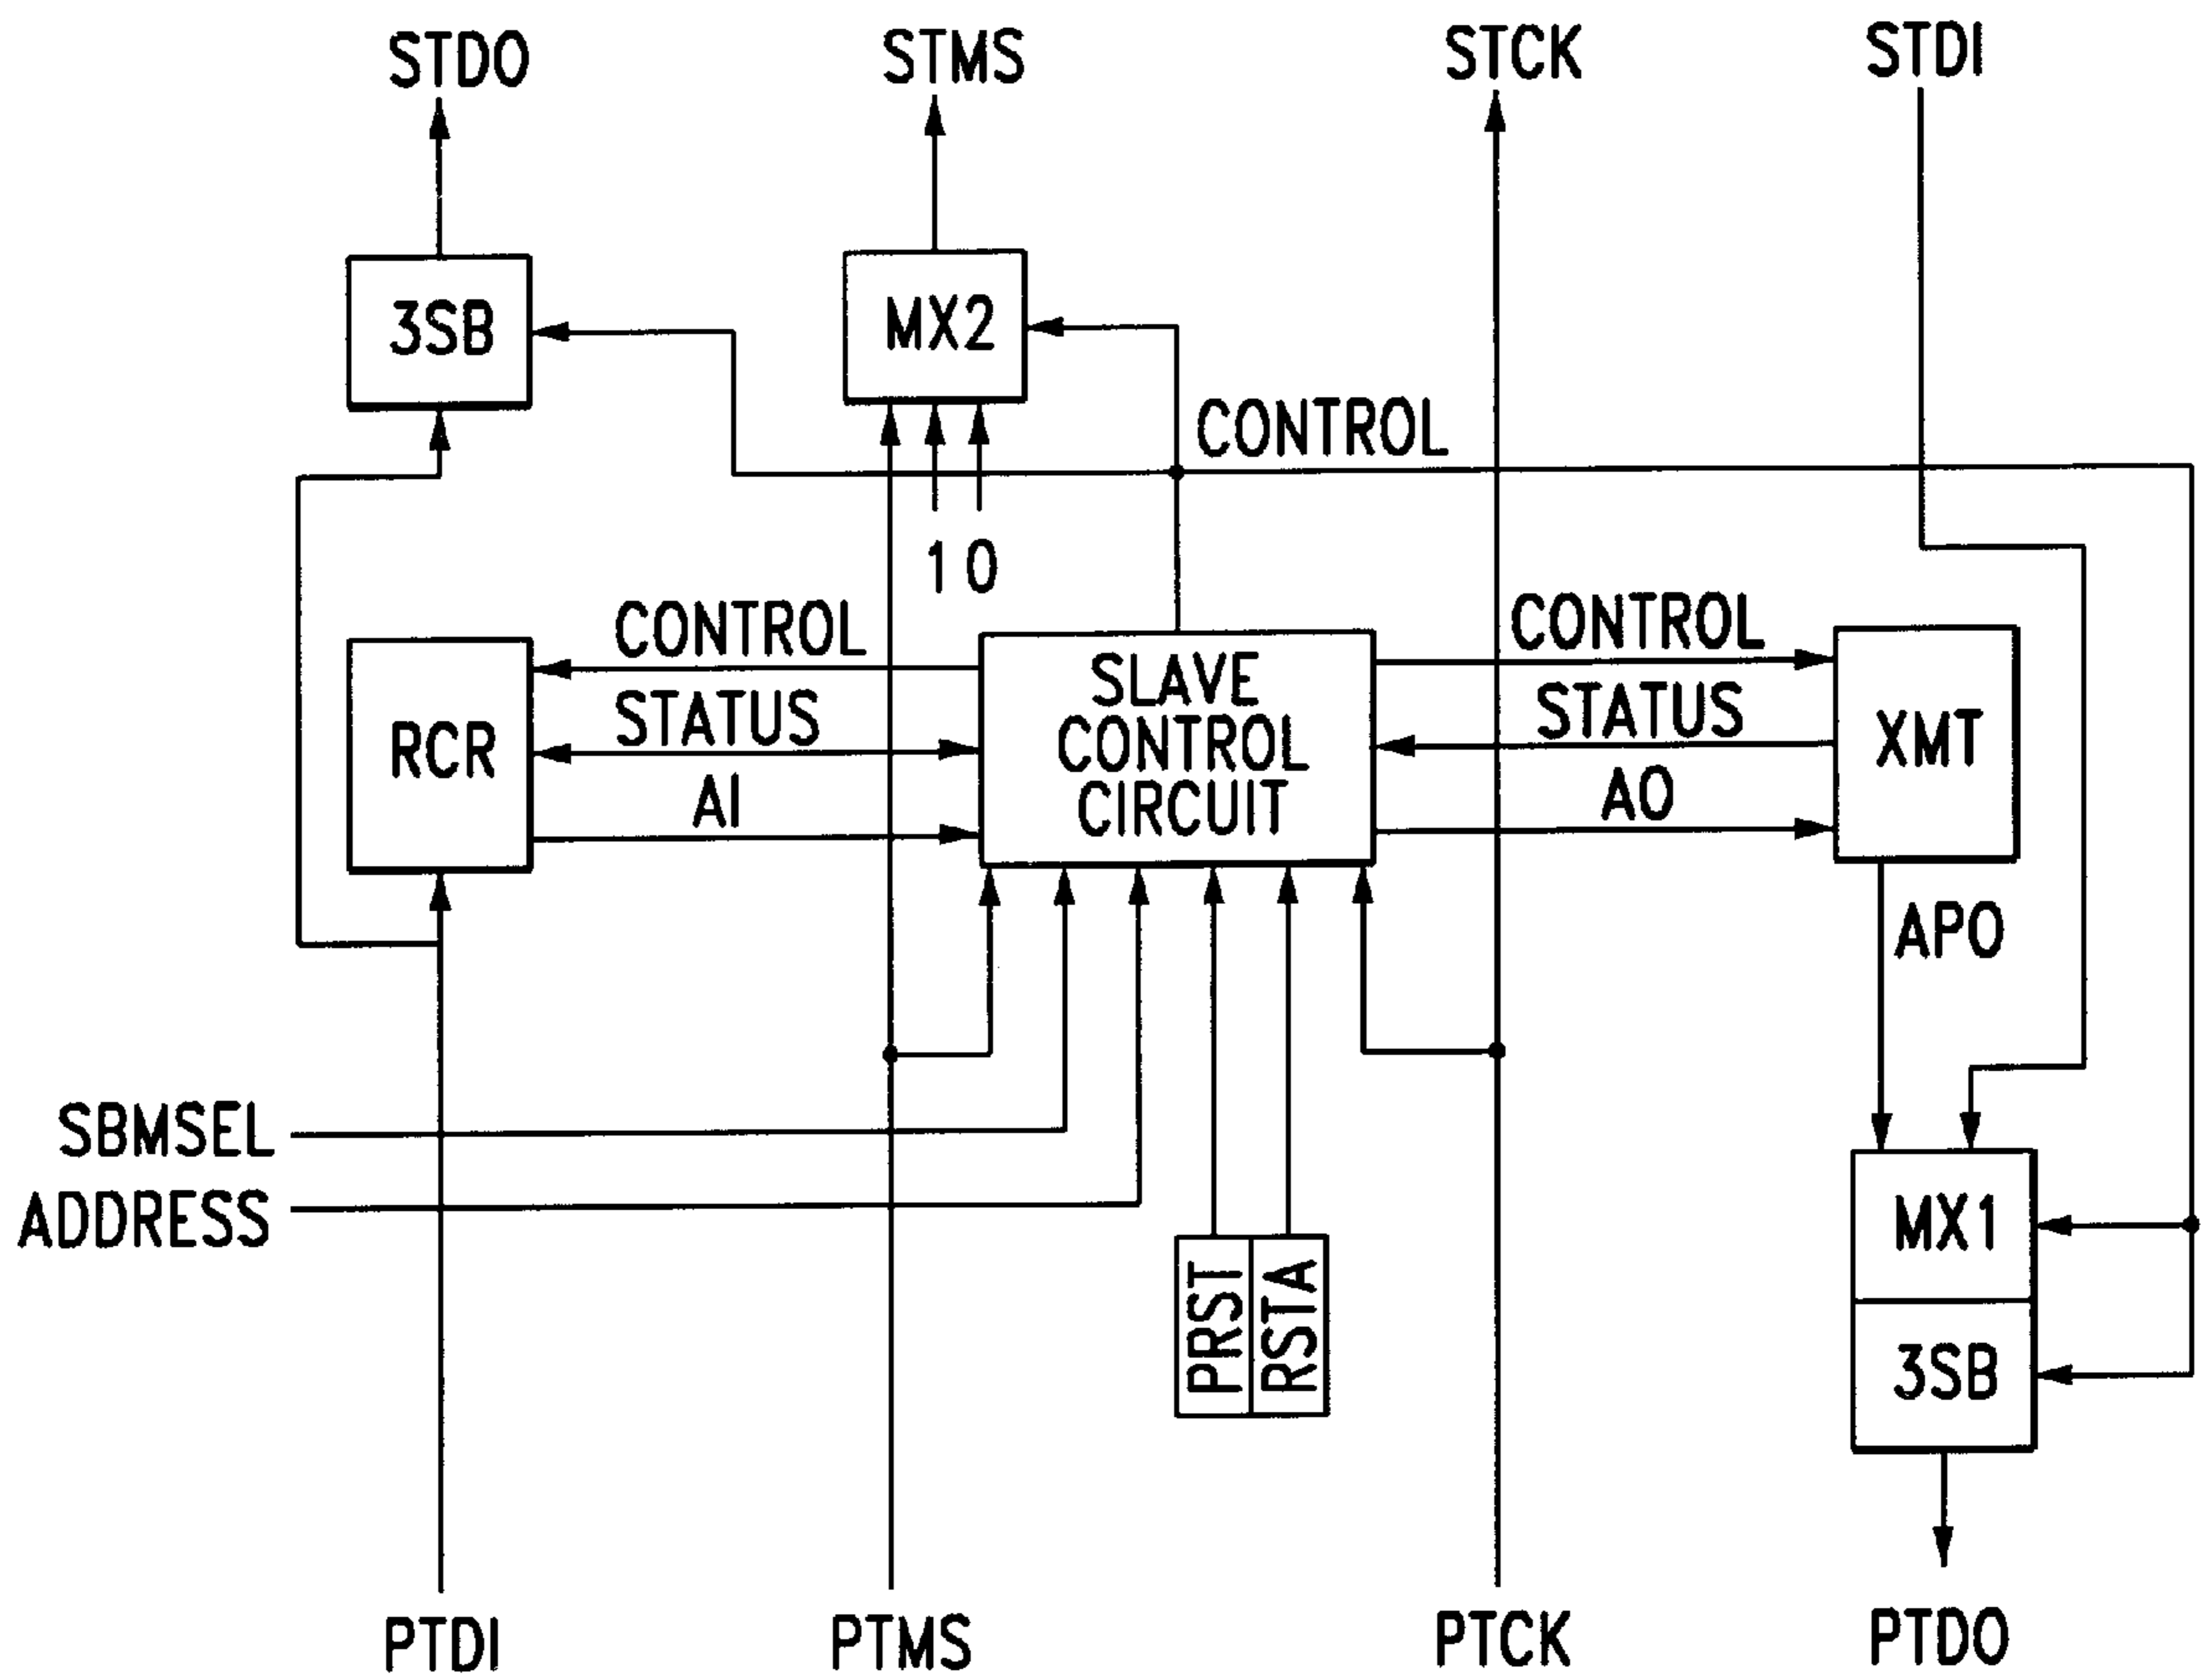 STDO
STMS
STCK
STDI
3SB
MX2
CONTROL
1 0
CONTROL
CONTROL
STATUS
STATUS
AI
AO
RCR
SLAVE
CONTROL
CIRCUIT
XMT
APO
SBMSEL
ADDRESS
PRST
RSTA
MX1
3SB
PTDI
PTMS
PTCK
PTDO